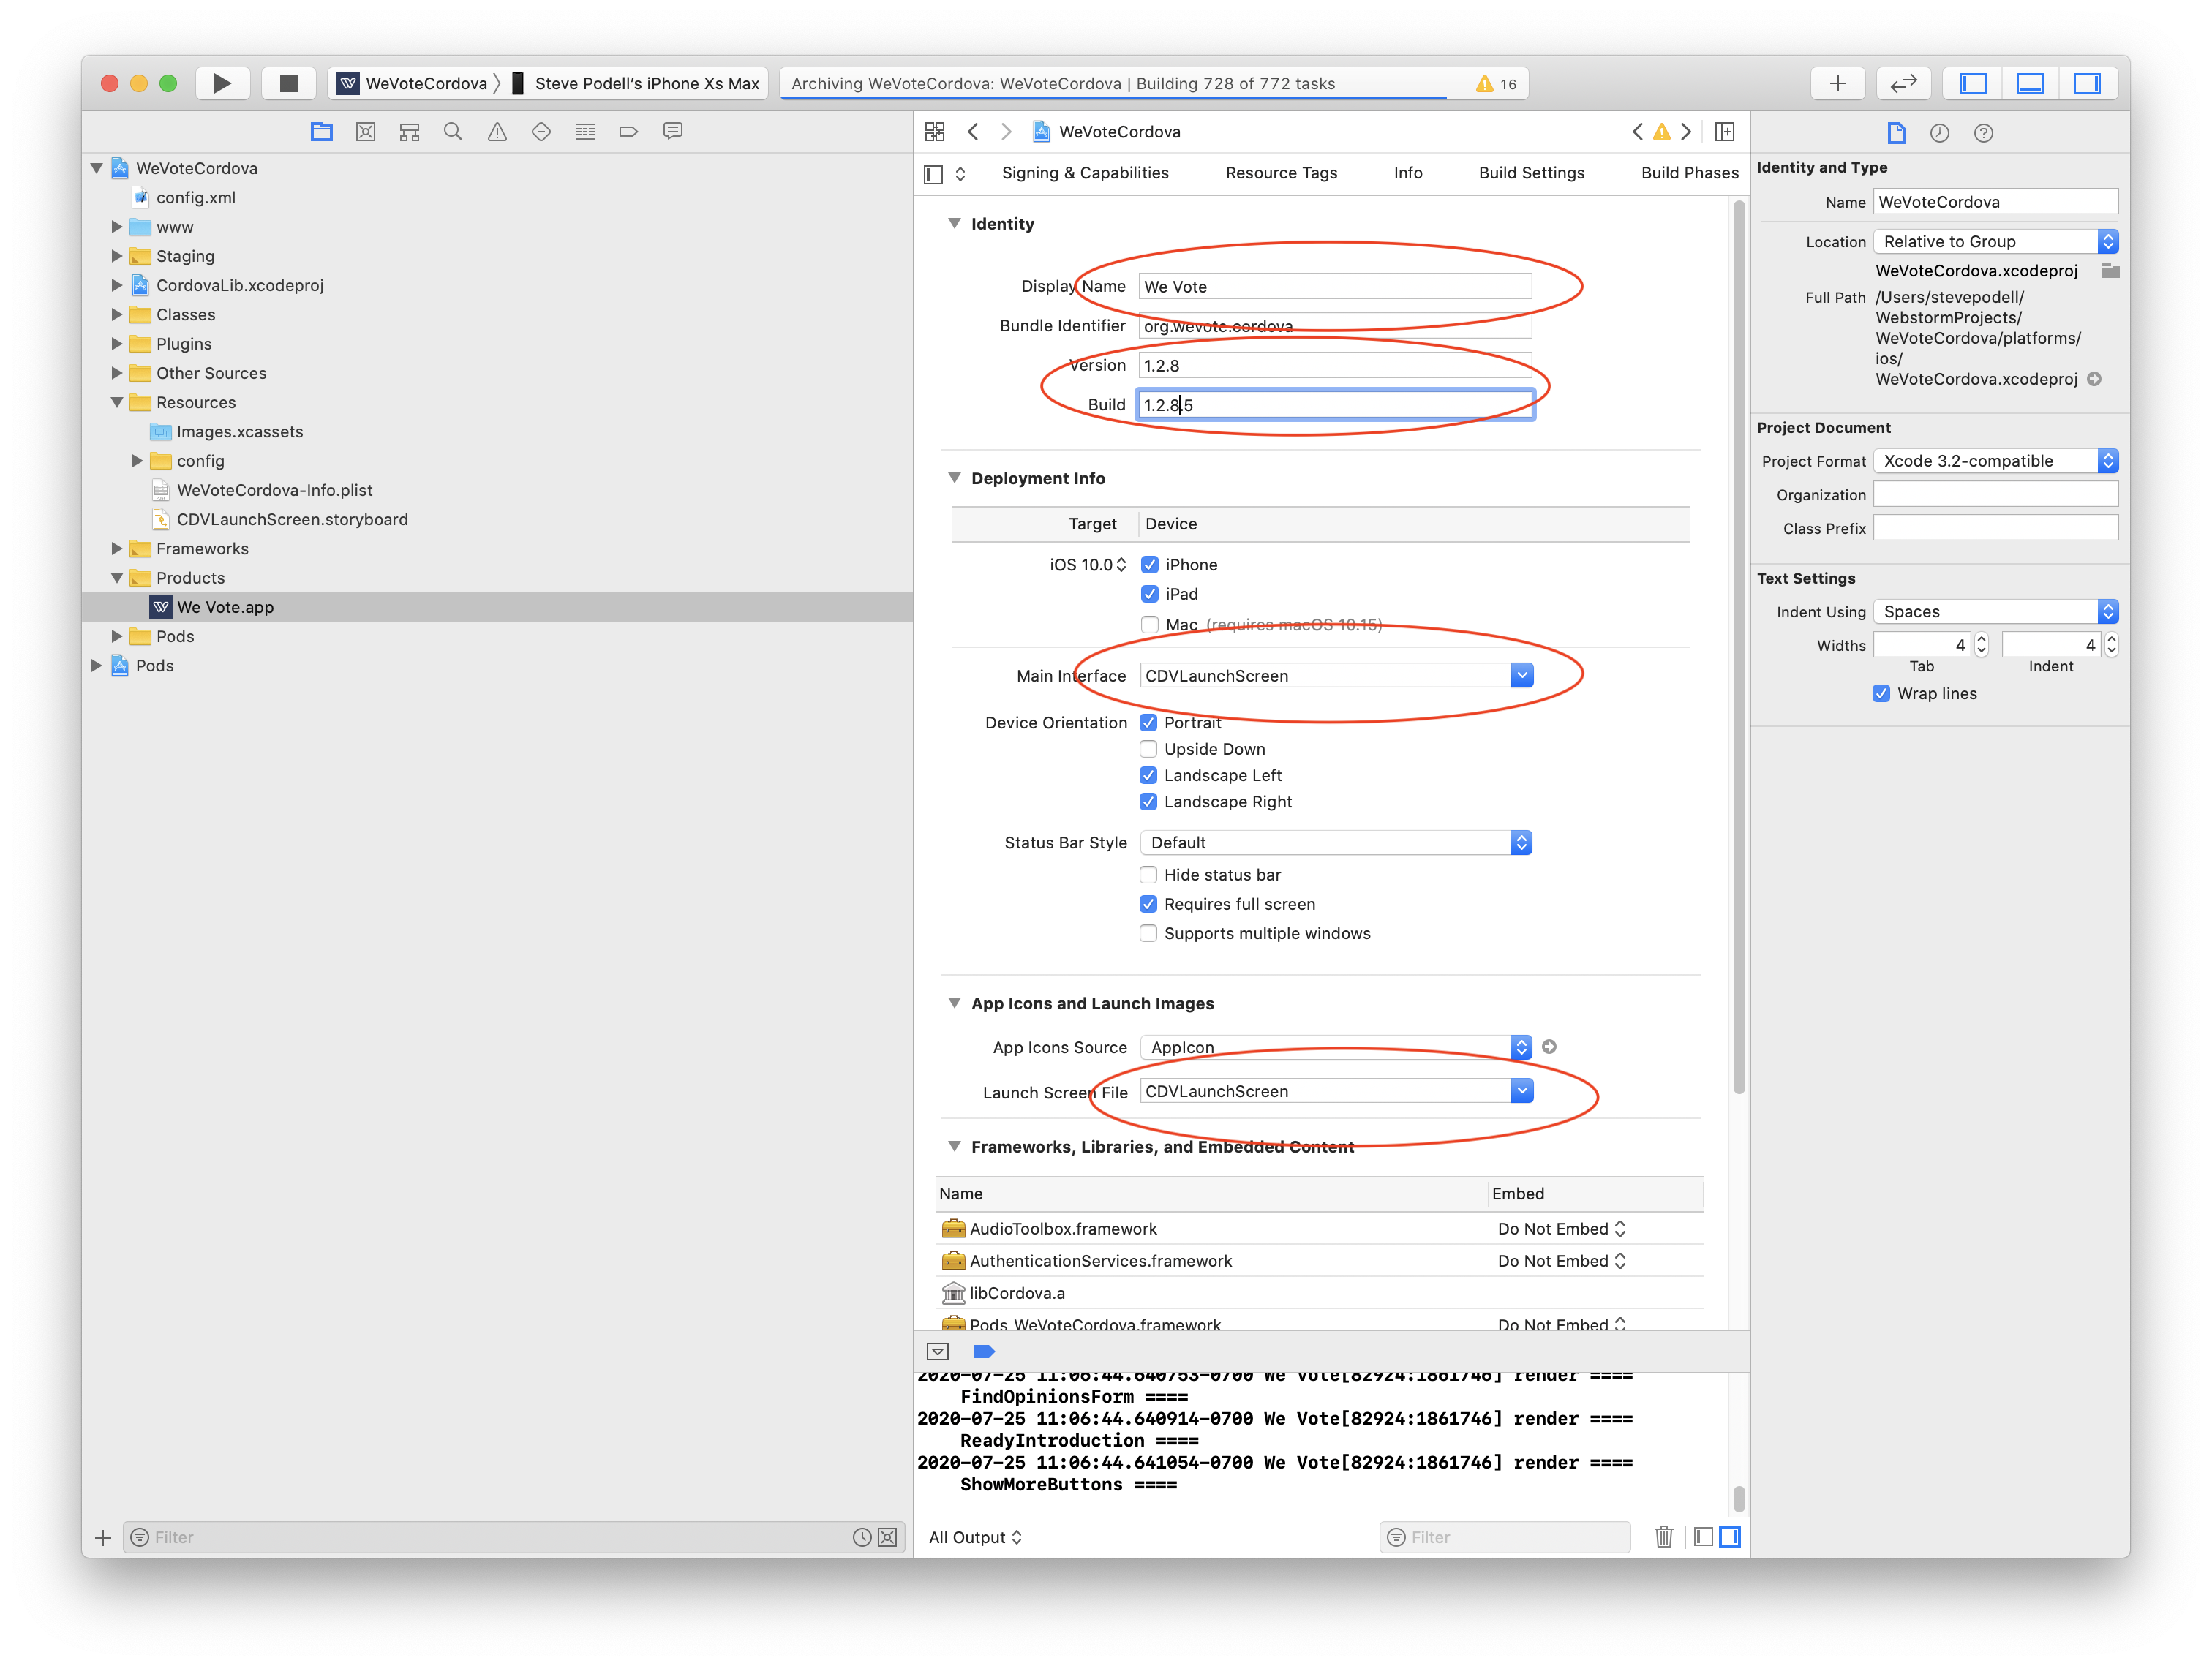 WeVoteCordova Steve Podell’s iPhone Xs Max Archiving WeVoteCordova: WeVoteCordova | Building 728 of 772 tasks 16
WeVoteCordova
config.xml
www
Staging
CordovaLib.xcodeproj
Classes
Plugins
Other Sources
Resources
Images.xcassets
config
WeVoteCordova-Info.plist
CDVLaunchScreen.storyboard
Frameworks
Products
We Vote.app
Pods
Pods
Filter
WeVoteCordova
Signing & Capabilities Resource Tags Info Build Settings Build Phases
Identity
Display Name We Vote
Bundle Identifier org.wevote.cordova
Version 1.2.8
Build 1.2.8.5
Deployment Info
Target Device
iOS 10.0 iPhone
iPad
Mac (requires macOS 10.15)
Main Interface CDVLaunchScreen
Device Orientation Portrait
Upside Down
Landscape Left
Landscape Right
Status Bar Style Default
Hide status bar
Requires full screen
Supports multiple windows
App Icons and Launch Images
App Icons Source AppIcon
Launch Screen File CDVLaunchScreen
Frameworks, Libraries, and Embedded Content
Name Embed
AudioToolbox.framework Do Not Embed
AuthenticationServices.framework Do Not Embed
libCordova.a
Pods_WeVoteCordova.framework Do Not Embed
2020-07-25 11:06:44.640753-0700 We Vote[82924:1861746] render ====
FindOpinionsForm ====
2020-07-25 11:06:44.640914-0700 We Vote[82924:1861746] render ====
ReadyIntroduction ====
2020-07-25 11:06:44.641054-0700 We Vote[82924:1861746] render ====
ShowMoreButtons ====
All Output Filter
Identity and Type
Name WeVoteCordova
Location Relative to Group
WeVoteCordova.xcodeproj
Full Path /Users/stevepodell/
WebstormProjects/
WeVoteCordova/platforms/
ios/
WeVoteCordova.xcodeproj
Project Document
Project Format Xcode 3.2-compatible
Organization
Class Prefix
Text Settings
Indent Using Spaces
Widths 4 4
Tab Indent
Wrap lines